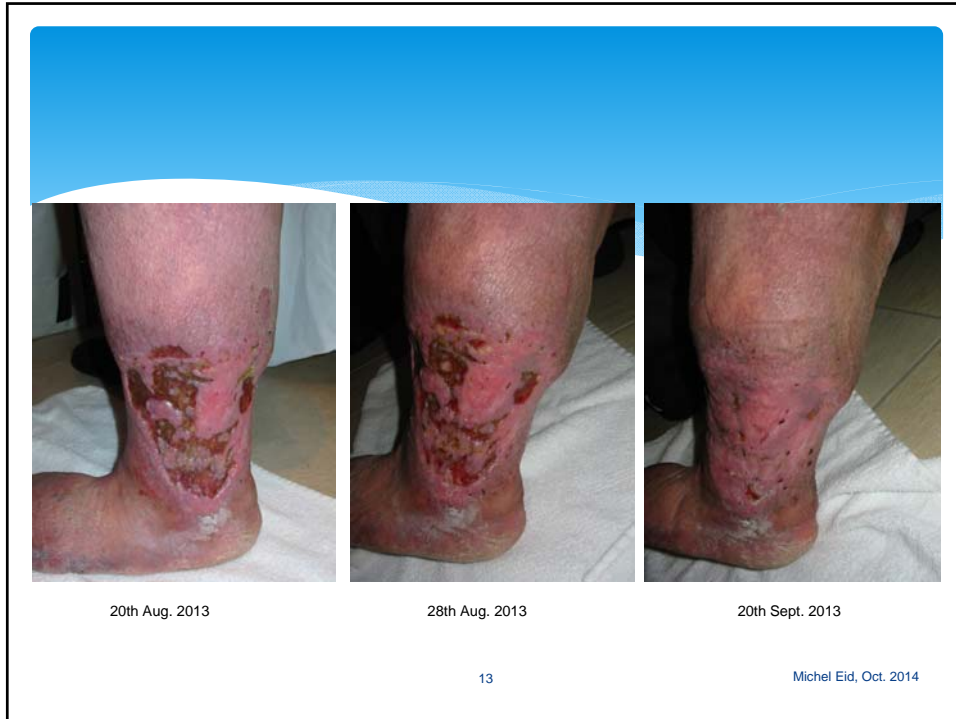 20th Aug. 2013
28th Aug. 2013
20th Sept. 2013
13
Michel Eid, Oct. 2014